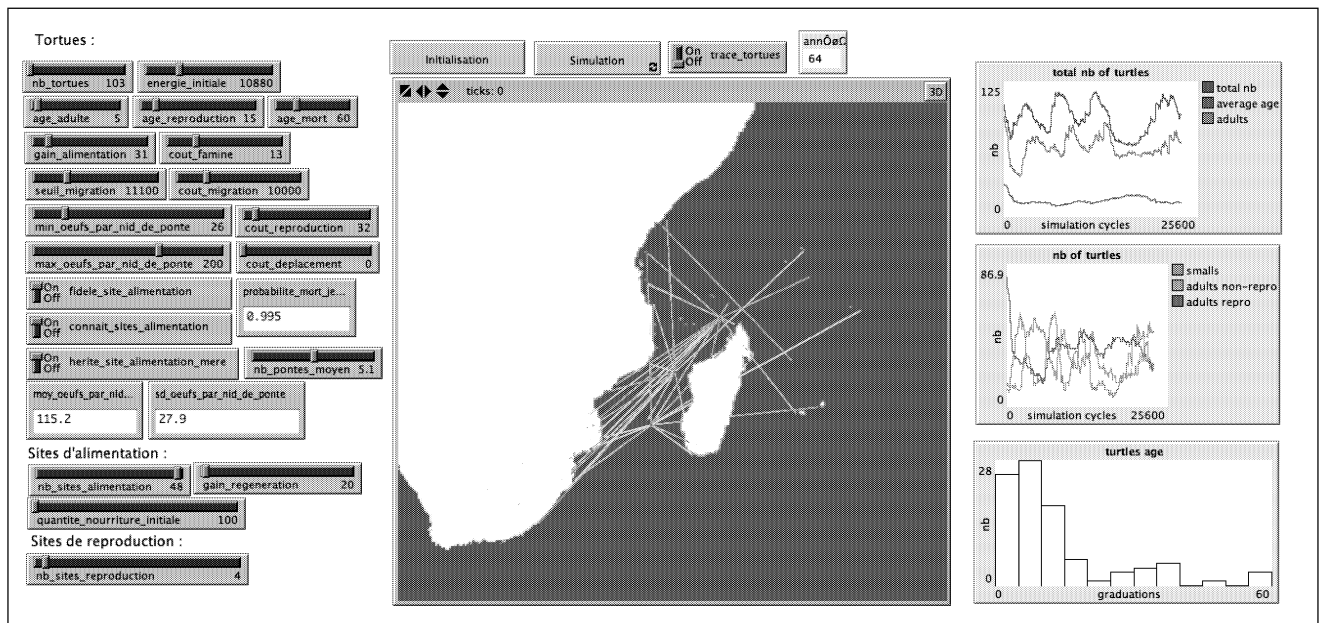 Tortues :
nb_tortues 103
energie_initiale 10880
age_adulte 5
age_reproduction 15
age_mort 60
gain_alimentation 31
cout_famine 13
seuil_migration 11100
cout_migration 10000
min_oeufs_par_nid_de_ponte 26
cout_reproduction 32
max_oeufs_par_nid_de_ponte 200
cout_deplacement 0
On
Off
fidele_site_alimentation
probabilite_mort_je...
0.995
On
Off
connait_sites_alimentation
On
Off
herite_site_alimentation_mere
nb_pontes_moyen 5.1
moy_oeufs_par_nid...
115.2
sd_oeufs_par_nid_de_ponte
27.9
Sites d'alimentation :
nb_sites_alimentation 48
gain_regeneration 20
quantite_nourriture_initiale 100
Sites de reproduction :
nb_sites_reproduction 4
Initialisation
Simulation
On
Off
trace_tortues
annÔøΩ
64
ticks: 0
3D
total nb of turtles
125
nb
0
0
simulation cycles
25600
total nb
average age
adults
nb of turtles
86.9
nb
0
0
simulation cycles
25600
smalls
adults non-repro
adults repro
turtles age
28
nb
0
0
graduations
60